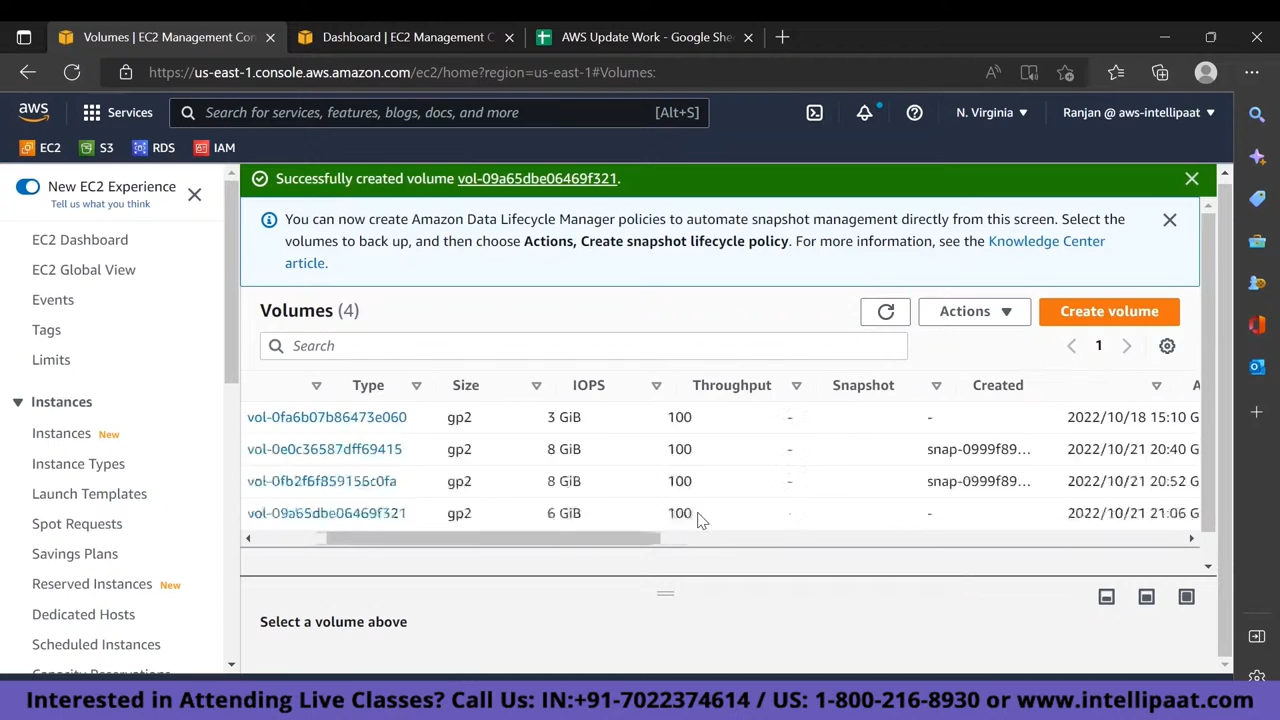 Volumes | EC2 Management Con
Dashboard | EC2 Management C
AWS Update Work - Google She
https://us-east-1.console.aws.amazon.com/ec2/home?region=us-east-1#Volumes:
aws
Services
Search for services, features, blogs, docs, and more
[Alt+S]
N. Virginia
Ranjan @ aws-intellipaat
EC2
S3
RDS
IAM
New EC2 Experience
Tell us what you think
EC2 Dashboard
EC2 Global View
Events
Tags
Limits
Instances
Instances New
Instance Types
Launch Templates
Spot Requests
Savings Plans
Reserved Instances New
Dedicated Hosts
Scheduled Instances
Capacity Reservations
Successfully created volume vol-09a65dbe06469f321.
You can now create Amazon Data Lifecycle Manager policies to automate snapshot management directly from this screen. Select the
volumes to back up, and then choose Actions, Create snapshot lifecycle policy. For more information, see the Knowledge Center
article.
Volumes (4)
Actions
Create volume
Search
1
Type Size IOPS Throughput Snapshot Created
vol-0fa6b07b86473e060 gp2 3 GiB 100 - - 2022/10/18 15:10 G
vol-0e0c36587dff69415 gp2 8 GiB 100 - snap-0999f89... 2022/10/21 20:40 G
vol-0fb2f6f859155c0fa gp2 8 GiB 100 - snap-0999f89... 2022/10/21 20:52 G
vol-09a65dbe06469f321 gp2 6 GiB 100 - - 2022/10/21 21:06 G
Select a volume above
Interested in Attending Live Classes? Call Us: IN:+91-7022374614 / US: 1-800-216-8930 or www.intellipaat.com